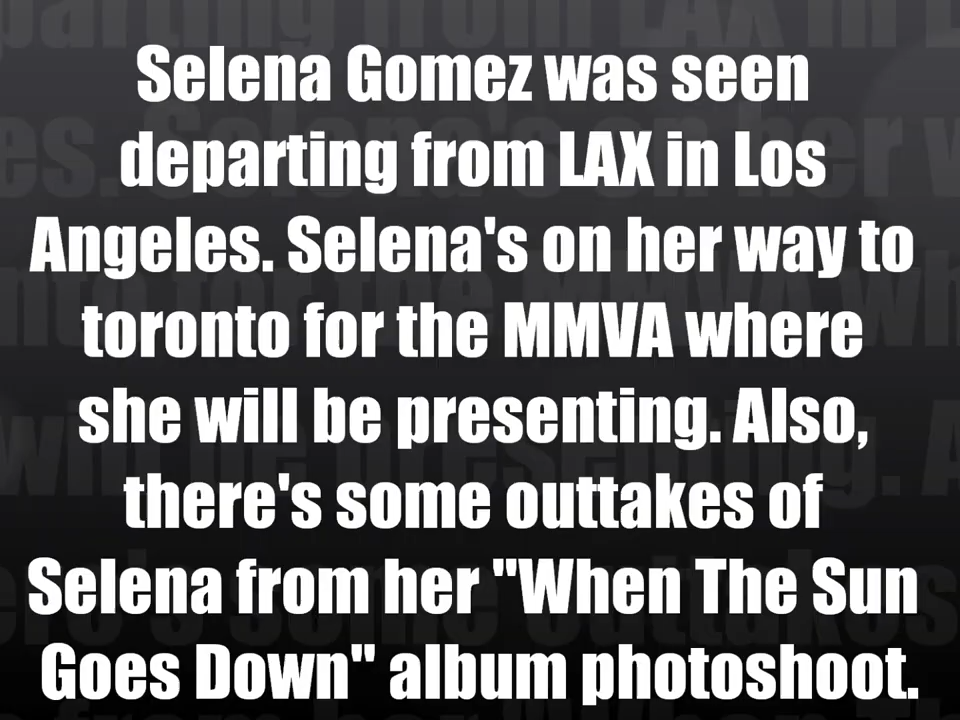 Selena Gomez was seen
departing from LAX in Los
Angeles. Selena's on her way to
toronto for the MMVA where
she will be presenting. Also,
there's some outtakes of
Selena from her "When The Sun
Goes Down" album photoshoot.